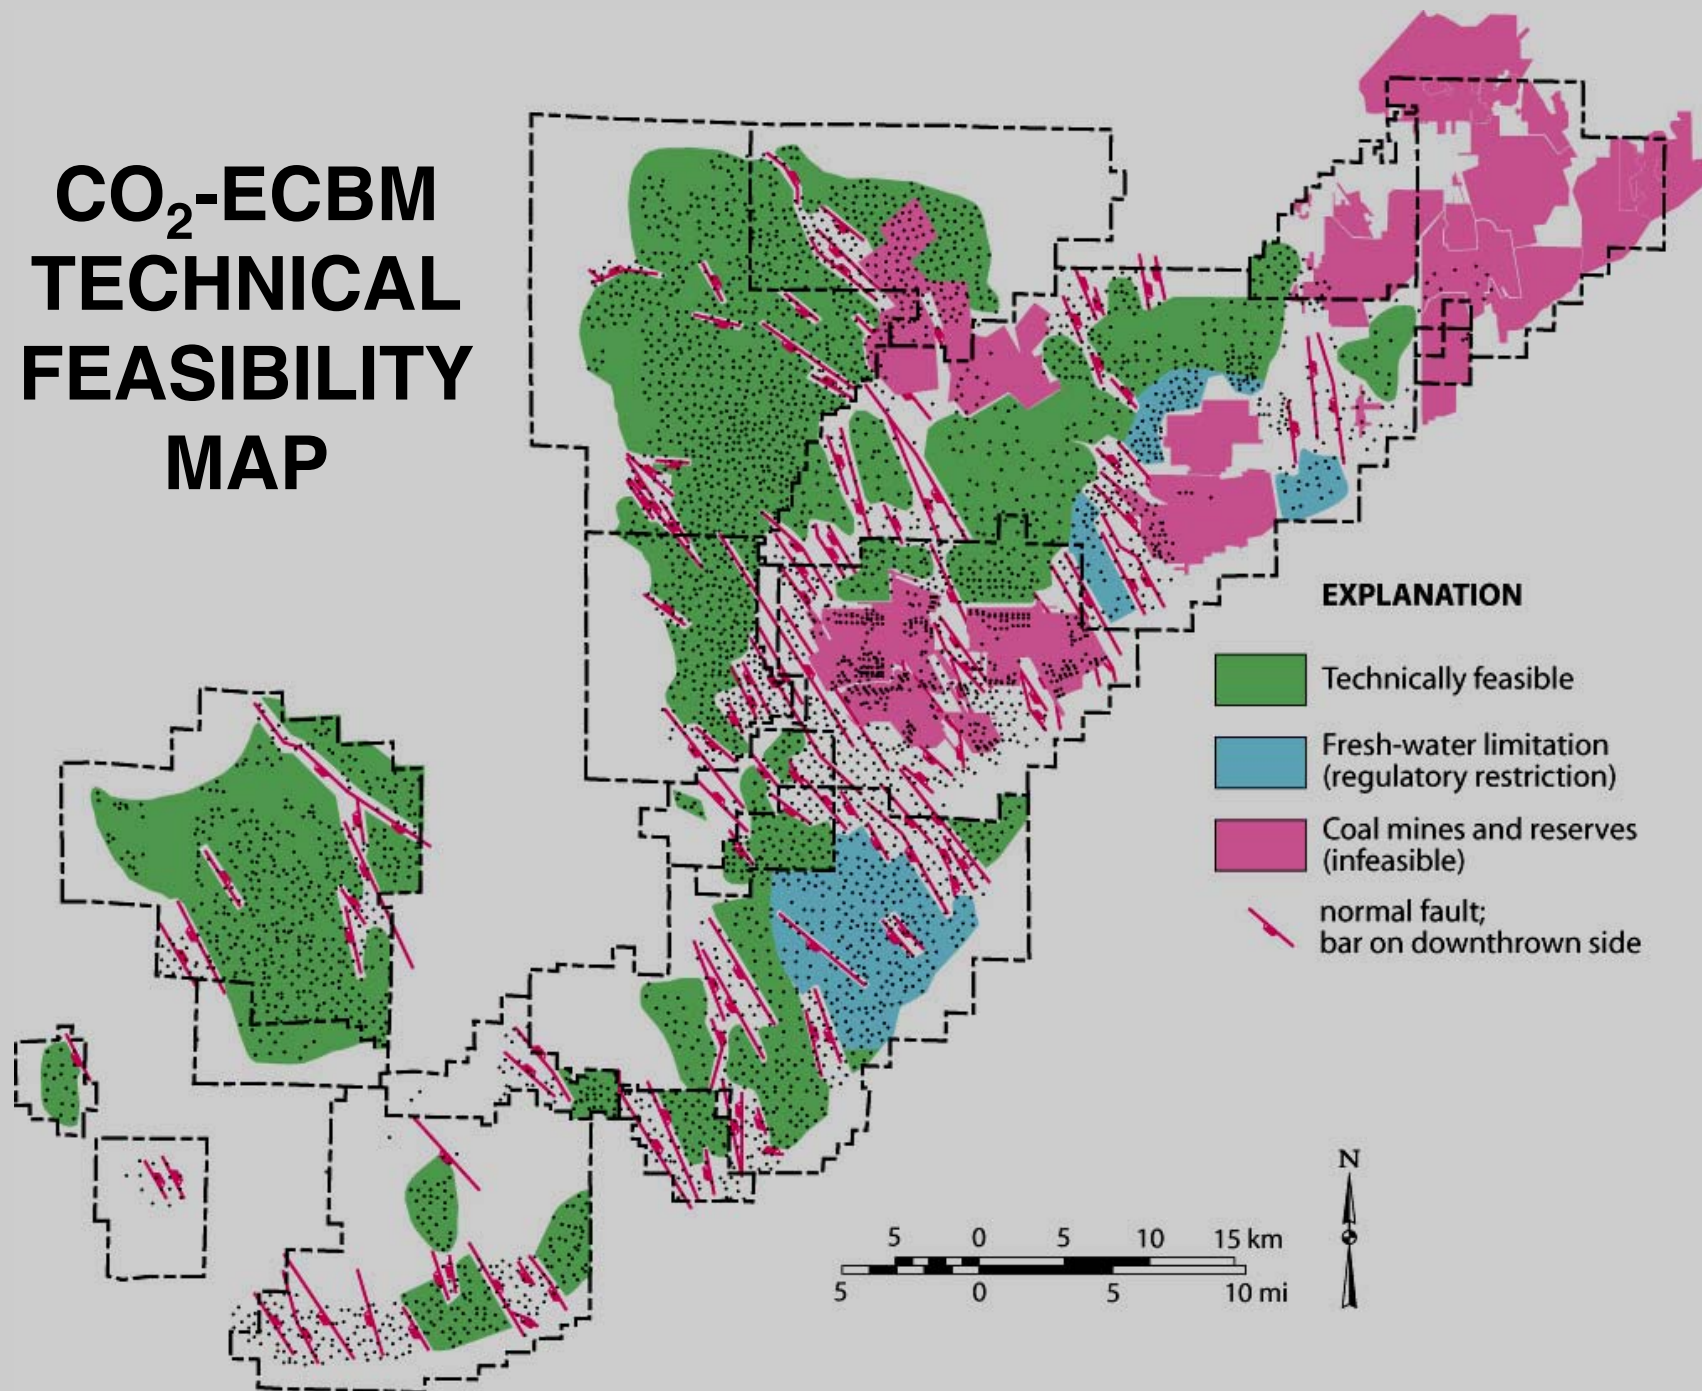 CO₂-ECBM
TECHNICAL
FEASIBILITY
MAP
EXPLANATION
Technically feasible
Fresh-water limitation
(regulatory restriction)
Coal mines and reserves
(infeasible)
normal fault;
bar on downthrown side
N
5 0 5 10 15 km
5 0 5 10 mi